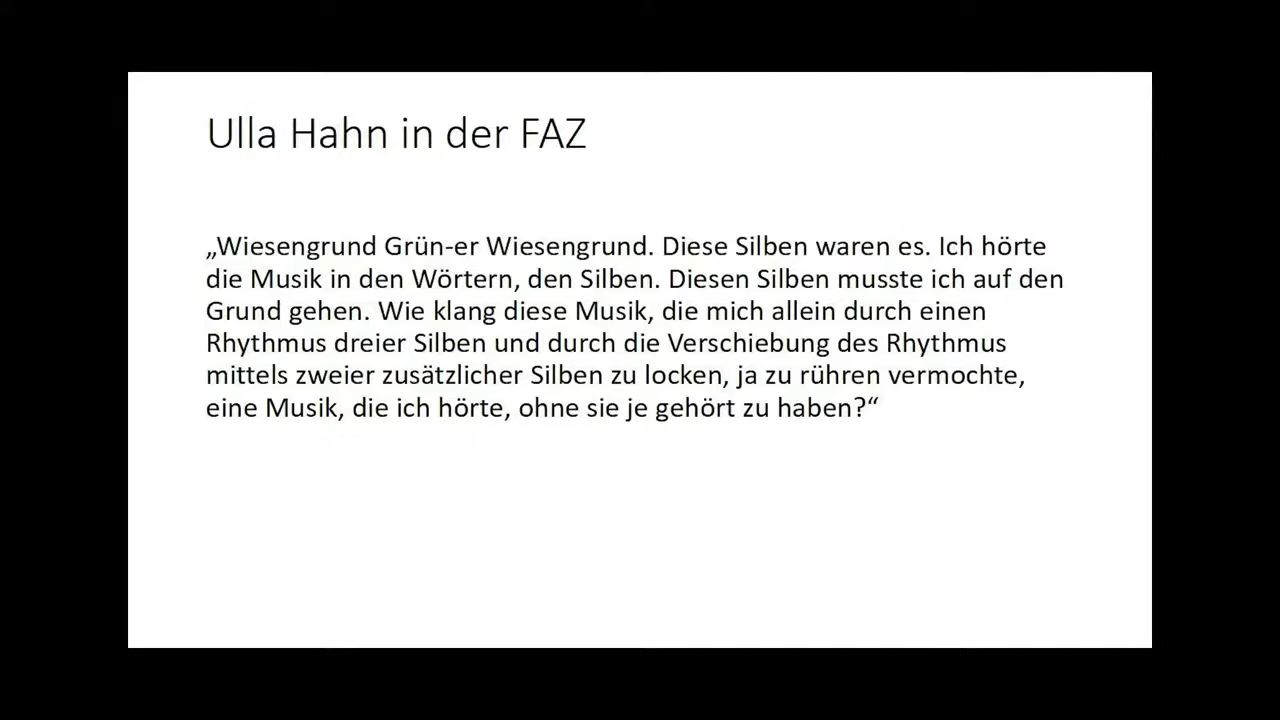 Ulla Hahn in der FAZ
„Wiesengrund Grün-er Wiesengrund. Diese Silben waren es. Ich hörte
die Musik in den Wörtern, den Silben. Diesen Silben musste ich auf den
Grund gehen. Wie klang diese Musik, die mich allein durch einen
Rhythmus dreier Silben und durch die Verschiebung des Rhythmus
mittels zweier zusätzlicher Silben zu locken, ja zu rühren vermochte,
eine Musik, die ich hörte, ohne sie je gehört zu haben?“